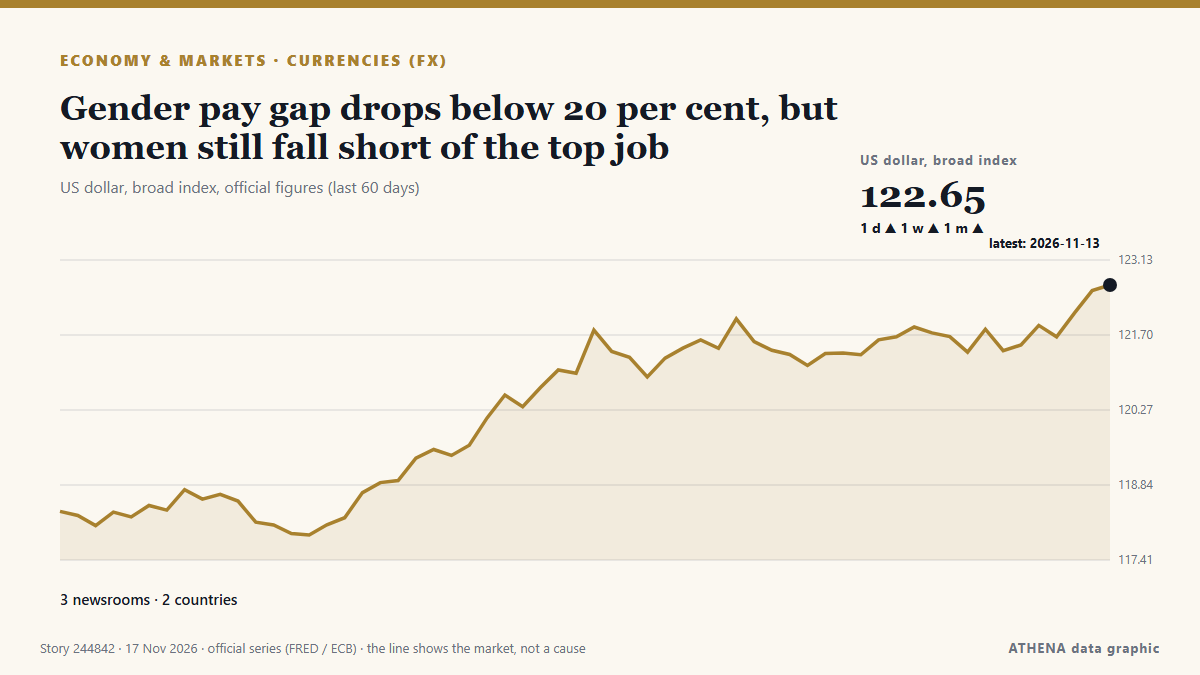 ECONOMY & MARKETS · CURRENCIES (FX)
Gender pay gap drops below 20 per cent, but
women still fall short of the top job
US dollar, broad index, official figures (last 60 days)
US dollar, broad index
122.65
1 d ▲ 1 w ▲ 1 m ▲
latest: 2026-11-13
123.13
121.70
120.27
118.84
117.41
3 newsrooms · 2 countries
Story 244842 · 17 Nov 2026 · official series (FRED / ECB) · the line shows the market, not a cause
ATHENA data graphic